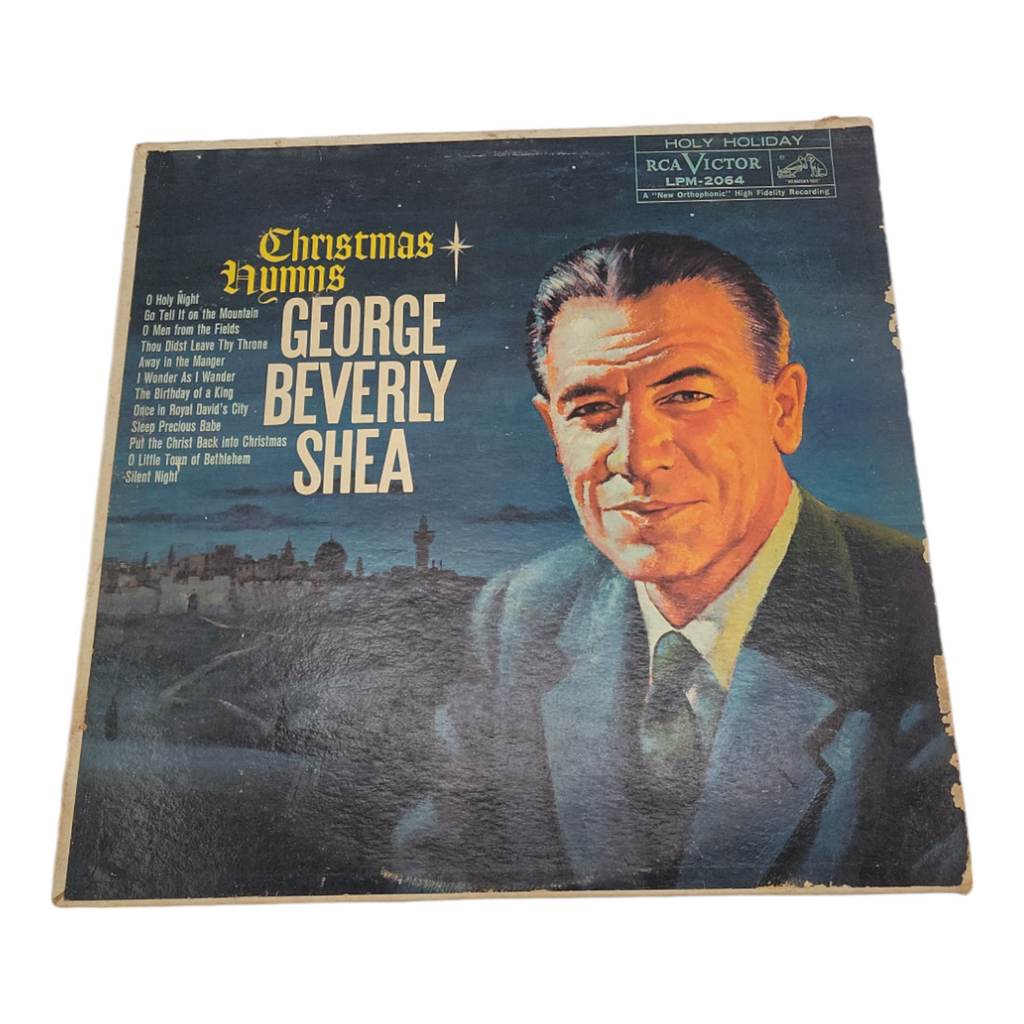 HOLY HOLIDAY
RCA VICTOR
LPM-2064
"HIS MASTER'S VOICE"
A "New Orthophonic" High Fidelity Recording
Christmas
Hymns
GEORGE
BEVERLY
SHEA
O Holy Night
Go Tell It on the Mountain
O Men from the Fields
Thou Didst Leave Thy Throne
Away in the Manger
I Wonder As I Wander
The Birthday of a King
Once in Royal David's City
Sleep Precious Babe
Put the Christ Back into Christmas
O Little Town of Bethlehem
Silent Night